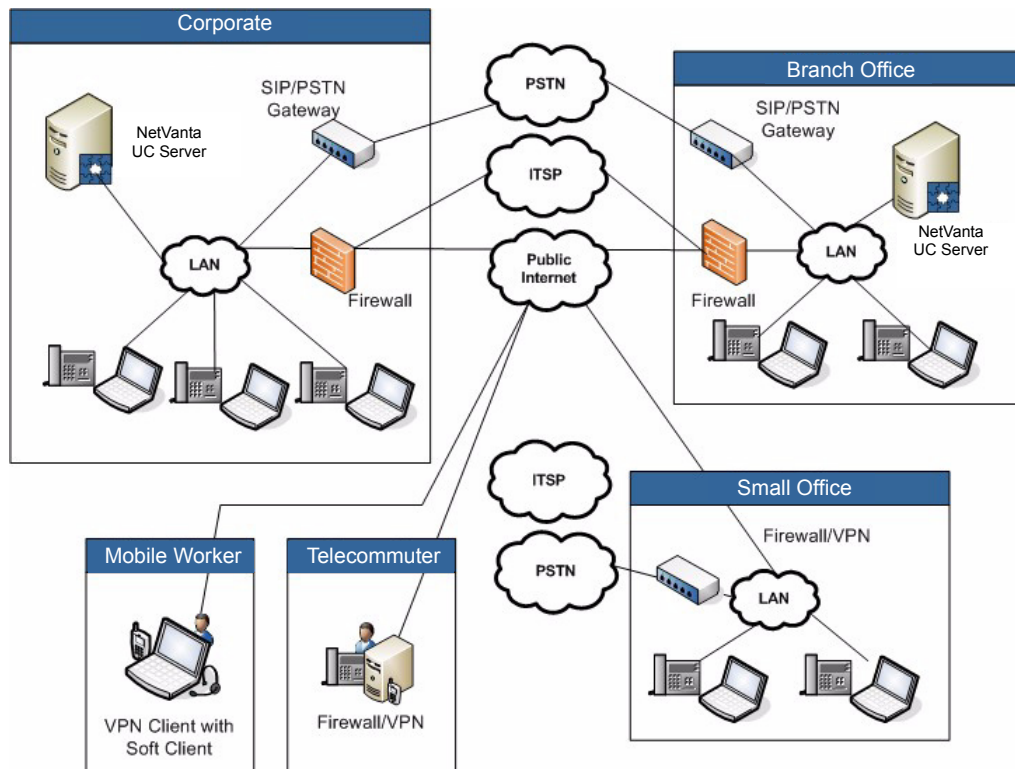 Corporate
SIP/PSTN
Gateway
NetVanta
UC Server
LAN
Firewall
PSTN
ITSP
Public
Internet
Branch Office
SIP/PSTN
Gateway
NetVanta
UC Server
LAN
Firewall
ITSP
PSTN
Small Office
Firewall/VPN
LAN
Mobile Worker
VPN Client with
Soft Client
Telecommuter
Firewall/VPN